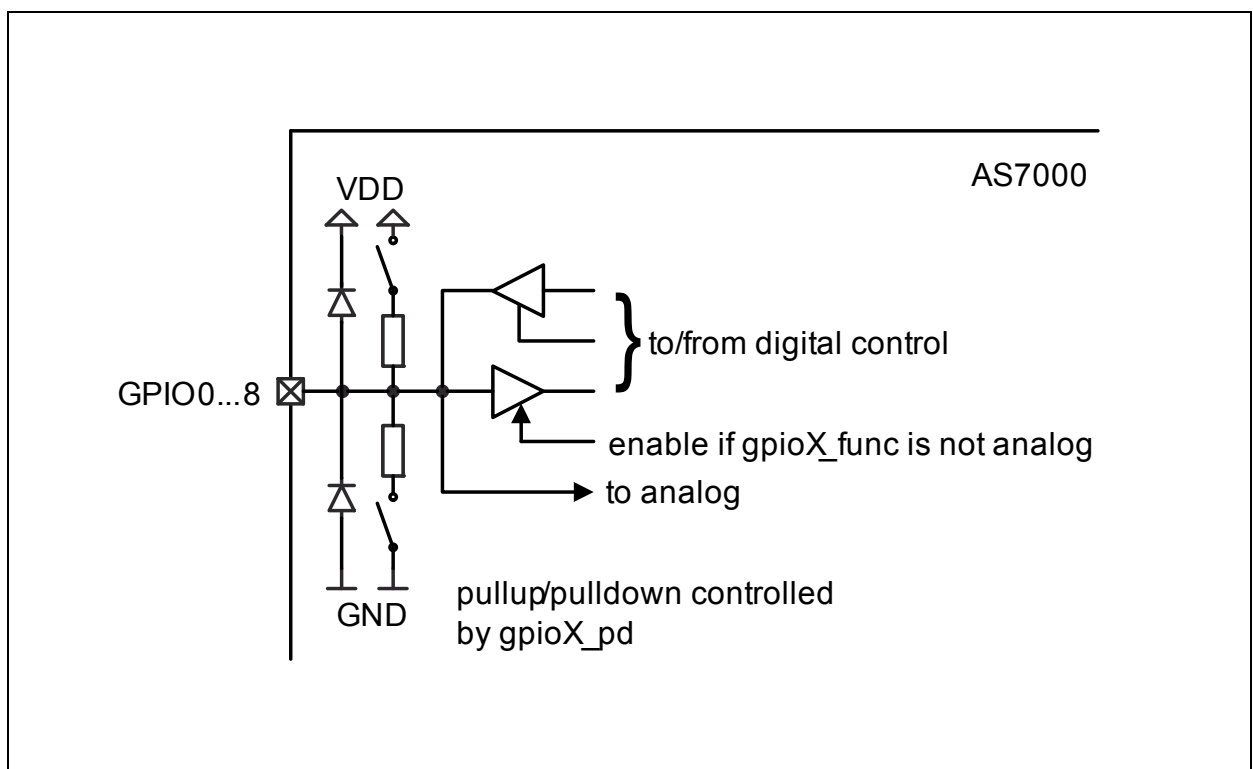 AS7000
VDD
to/from digital control
GPIO0...8
enable if gpioX_func is not analog
to analog
pullup/pulldown controlled
GND
by gpioX_pd